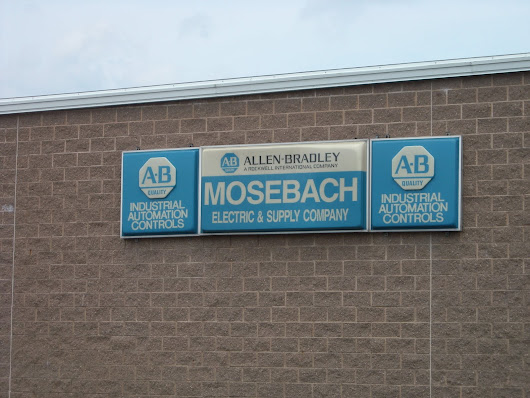 A-B
QUALITY
INDUSTRIAL
AUTOMATION
CONTROLS
AB ALLEN-BRADLEY
A ROCKWELL INTERNATIONAL COMPANY
MOSEBACH
ELECTRIC & SUPPLY COMPANY
A-B
QUALITY
INDUSTRIAL
AUTOMATION
CONTROLS